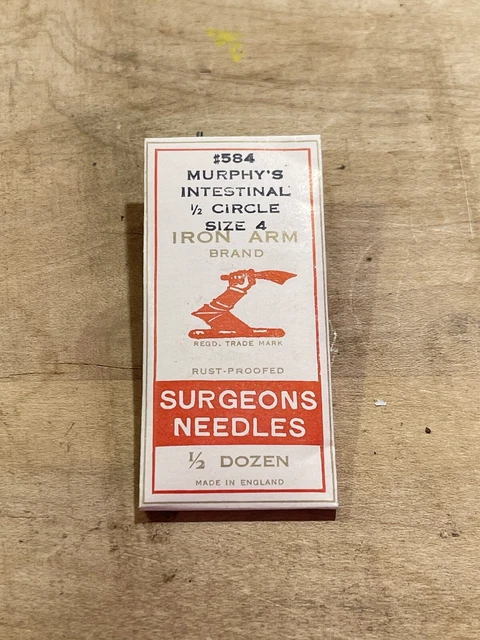 #584
MURPHY'S
INTESTINAL
½ CIRCLE
SIZE 4
IRON ARM
BRAND
REGD. TRADE MARK
RUST-PROOFED
SURGEONS
NEEDLES
½ DOZEN
MADE IN ENGLAND